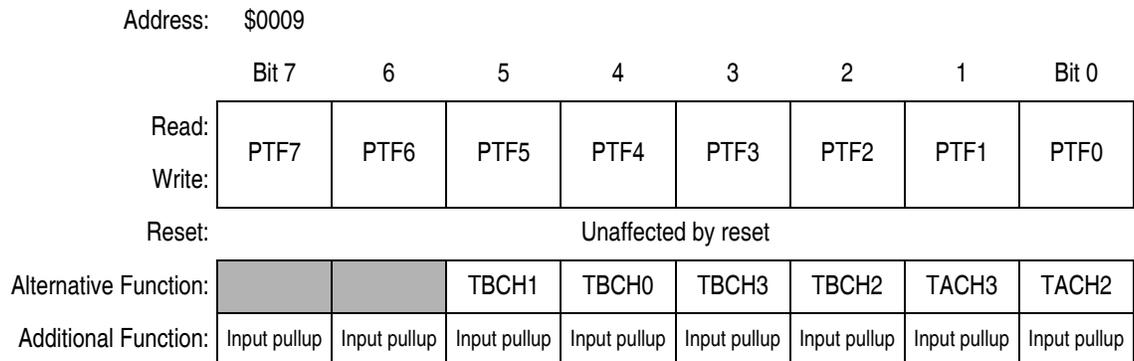 Address: $0009
Bit 7 6 5 4 3 2 1 Bit 0
Read:
PTF7 PTF6 PTF5 PTF4 PTF3 PTF2 PTF1 PTF0
Write:
Reset: Unaffected by reset
Alternative Function: TBCH1 TBCH0 TBCH3 TBCH2 TACH3 TACH2
Additional Function: Input pullup Input pullup Input pullup Input pullup Input pullup Input pullup Input pullup Input pullup